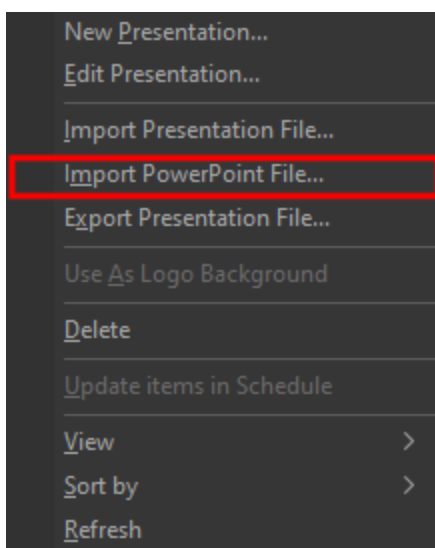 New Presentation...
Edit Presentation...
Import Presentation File...
Import PowerPoint File...
Export Presentation File...
Use As Logo Background
Delete
Update items in Schedule
View
Sort by
Refresh